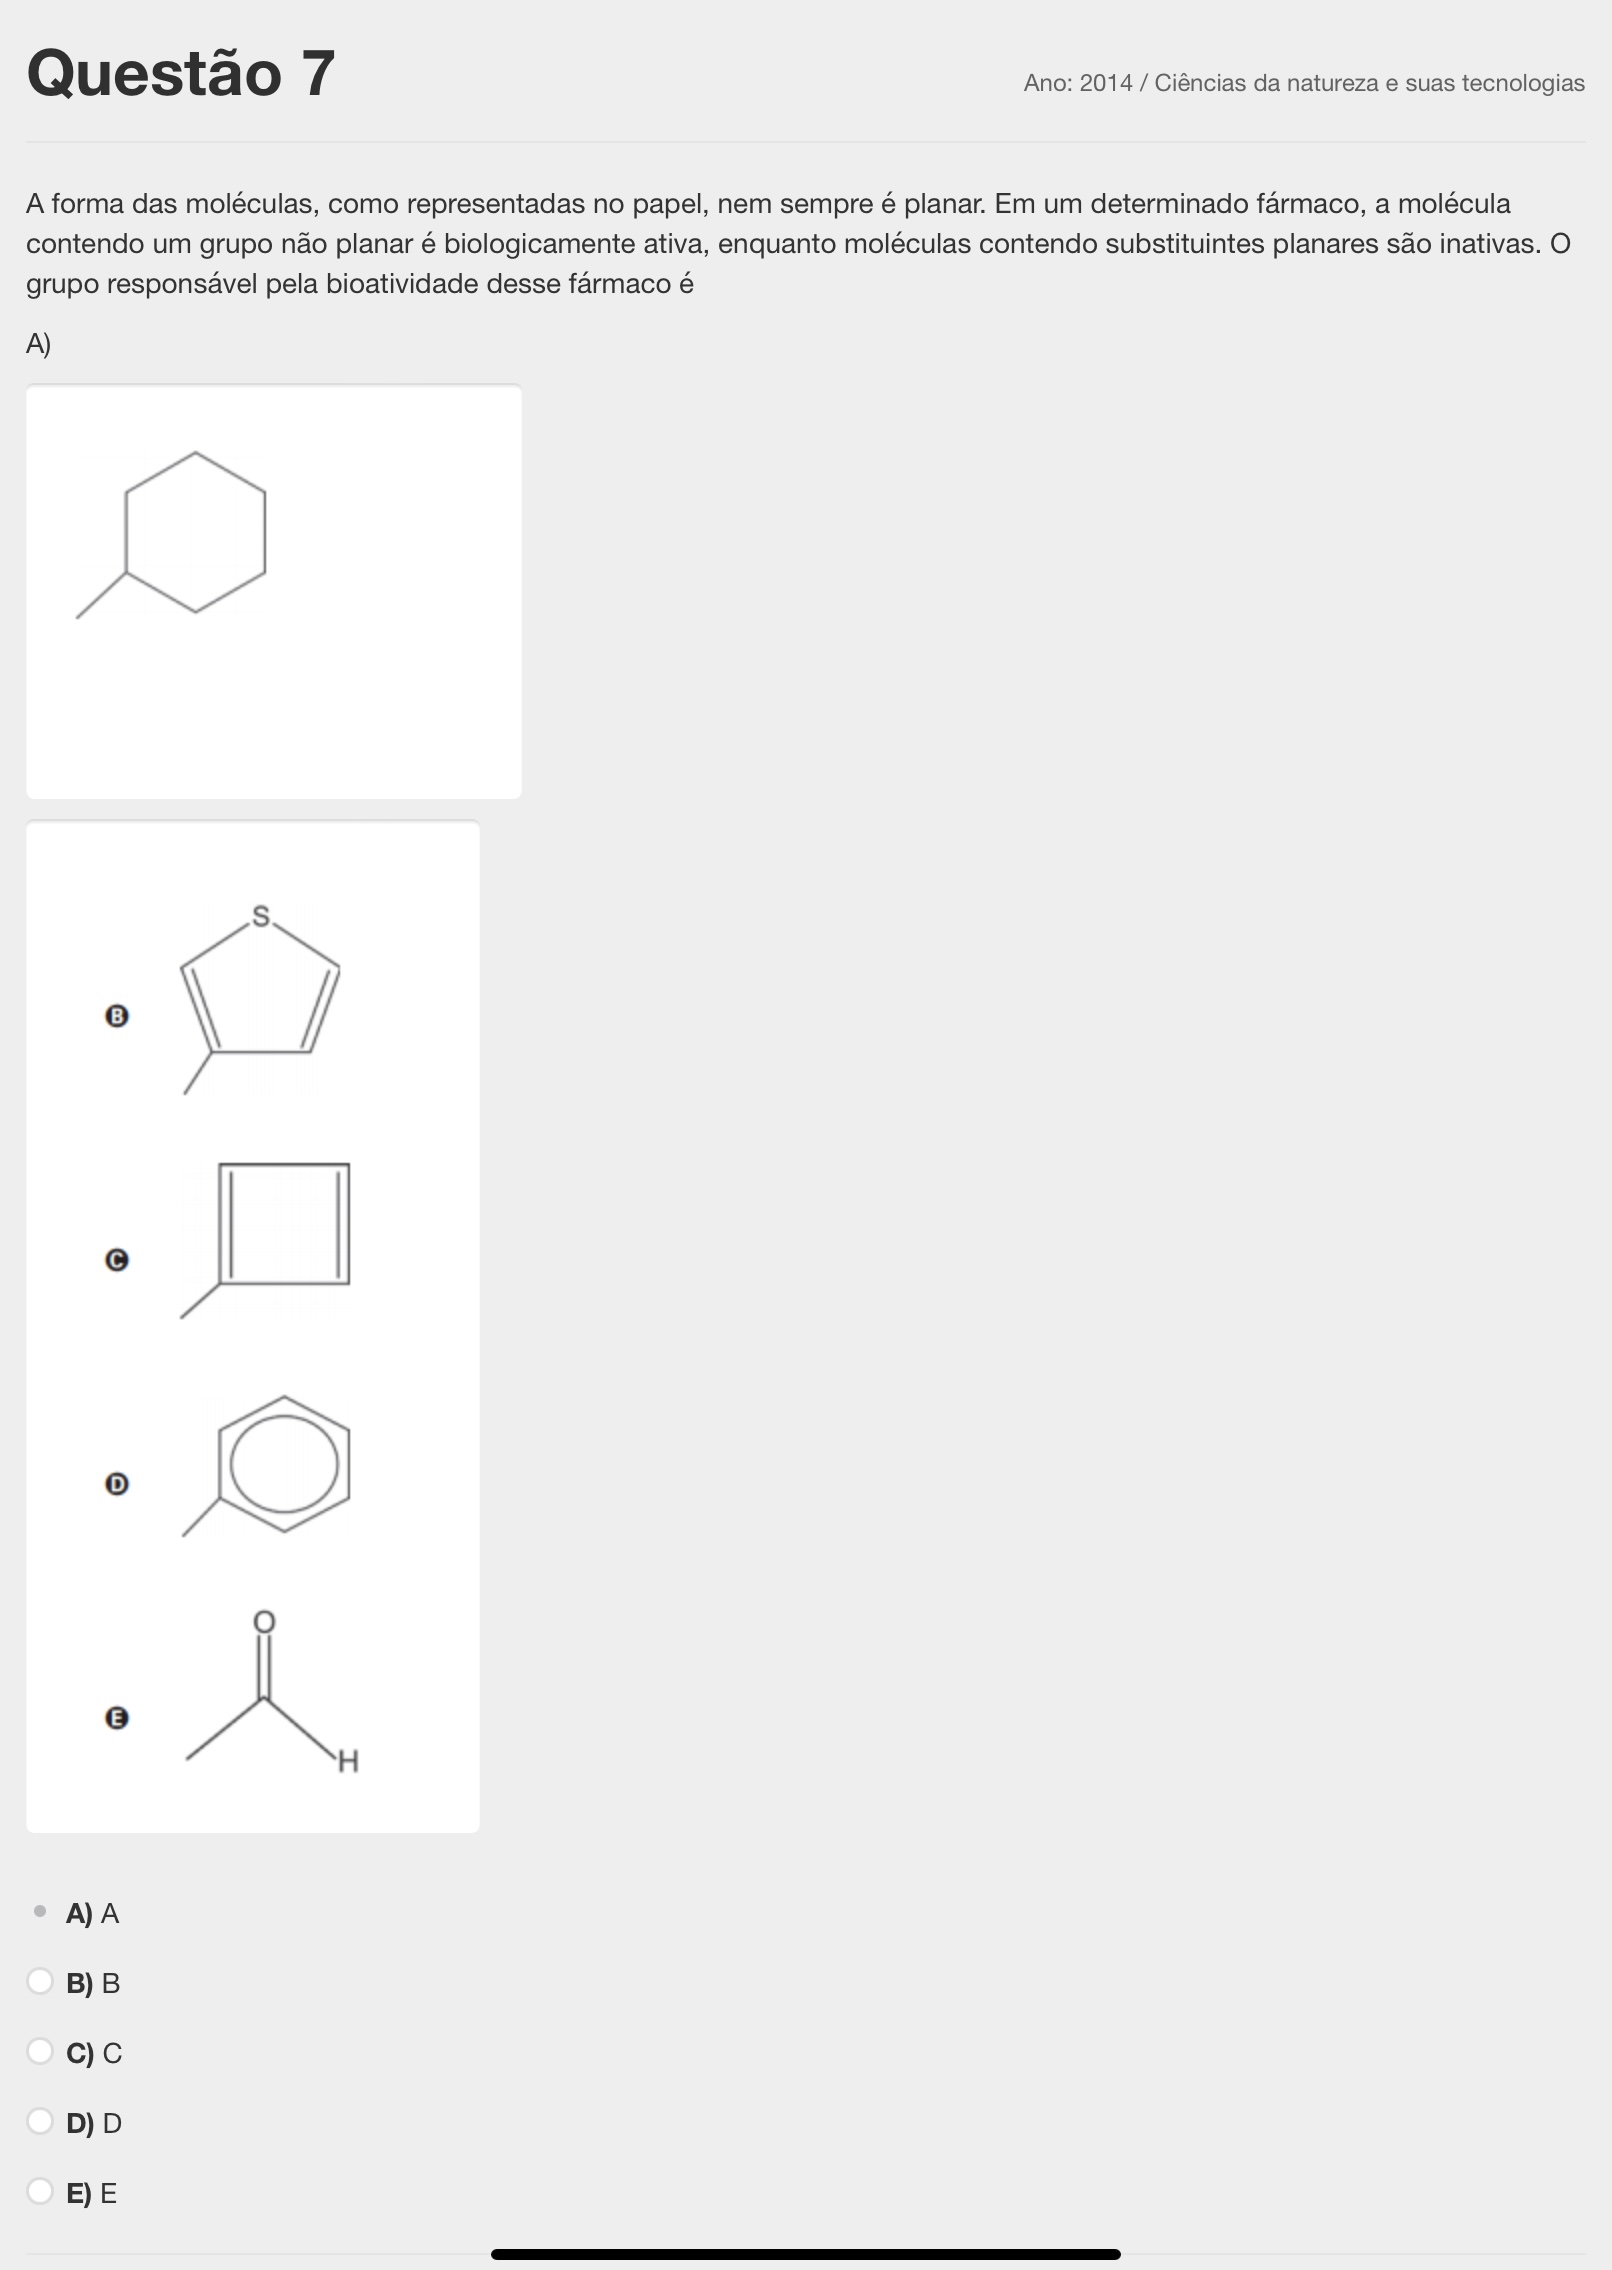 Questão 7
Ano: 2014 / Ciências da natureza e suas tecnologias
A forma das moléculas, como representadas no papel, nem sempre é planar. Em um determinado fármaco, a molécula
contendo um grupo não planar é biologicamente ativa, enquanto moléculas contendo substituintes planares são inativas. O
grupo responsável pela bioatividade desse fármaco é
A)
S
B
C
D
O
E
H
A) A
B) B
C) C
D) D
E) E